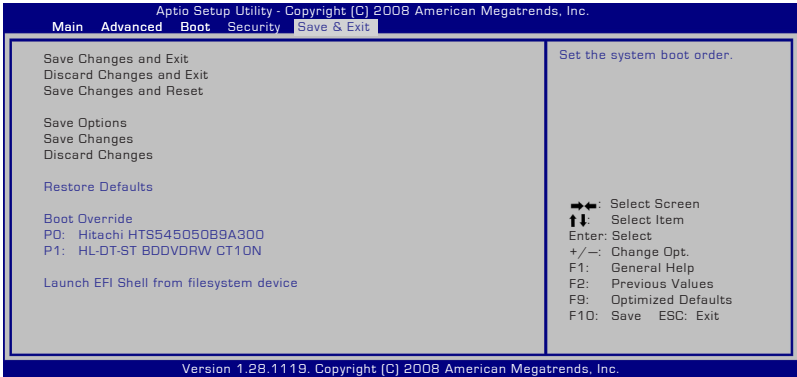 Aptio Setup Utility - Copyright (C) 2008 American Megatrends, Inc.
Main Advanced Boot Security Save & Exit
Save Changes and Exit
Discard Changes and Exit
Save Changes and Reset
Save Options
Save Changes
Discard Changes
Restore Defaults
Boot Override
P0: Hitachi HTS545050B9A300
P1: HL-DT-ST BDDVDRW CT10N
Launch EFI Shell from filesystem device
Set the system boot order.
➡⬅: Select Screen
⬆⬇: Select Item
Enter: Select
+/—: Change Opt.
F1: General Help
F2: Previous Values
F9: Optimized Defaults
F10: Save ESC: Exit
Version 1.28.1119. Copyright (C) 2008 American Megatrends, Inc.